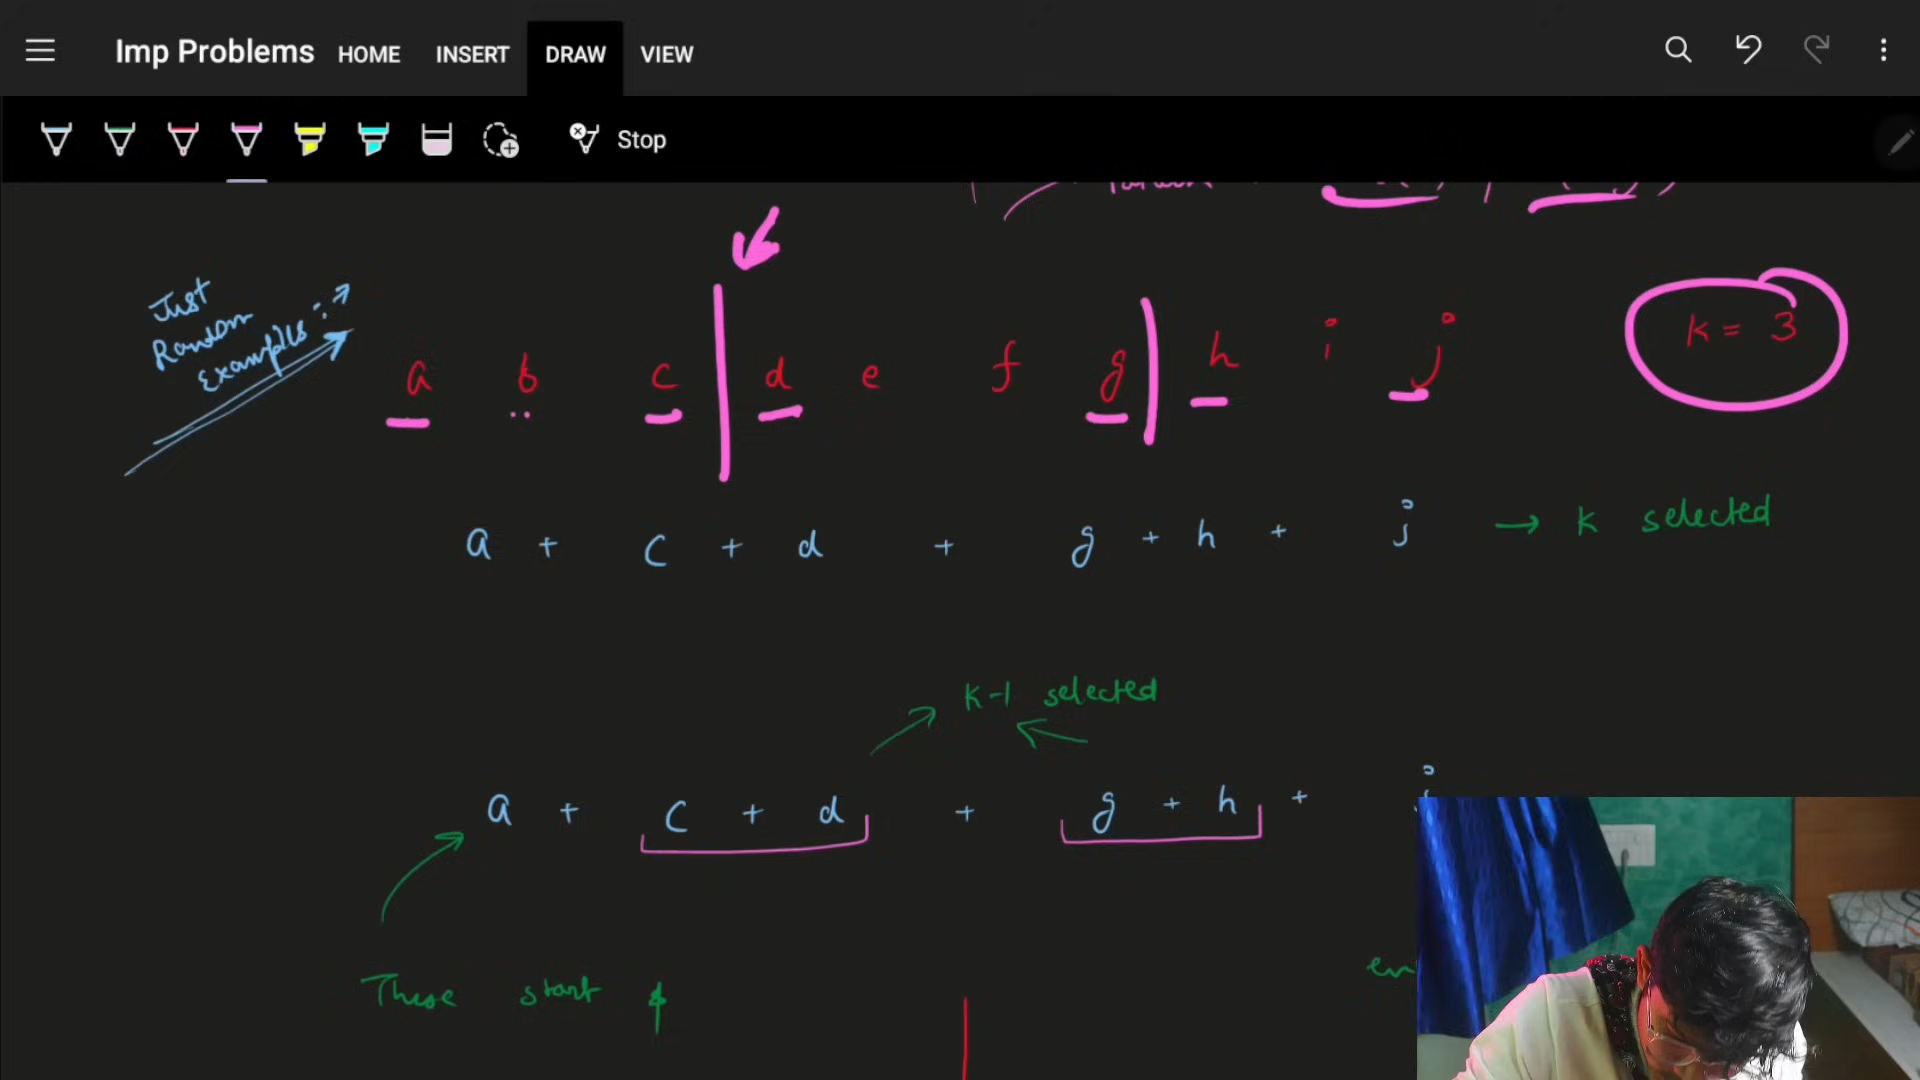 Imp Problems HOME INSERT DRAW VIEW
Stop
Just
Random
Examples :
a b c d e f g h i j
k = 3
a + c + d + g + h + j → k selected
k-1 selected
a + c + d + g + h +
These start &